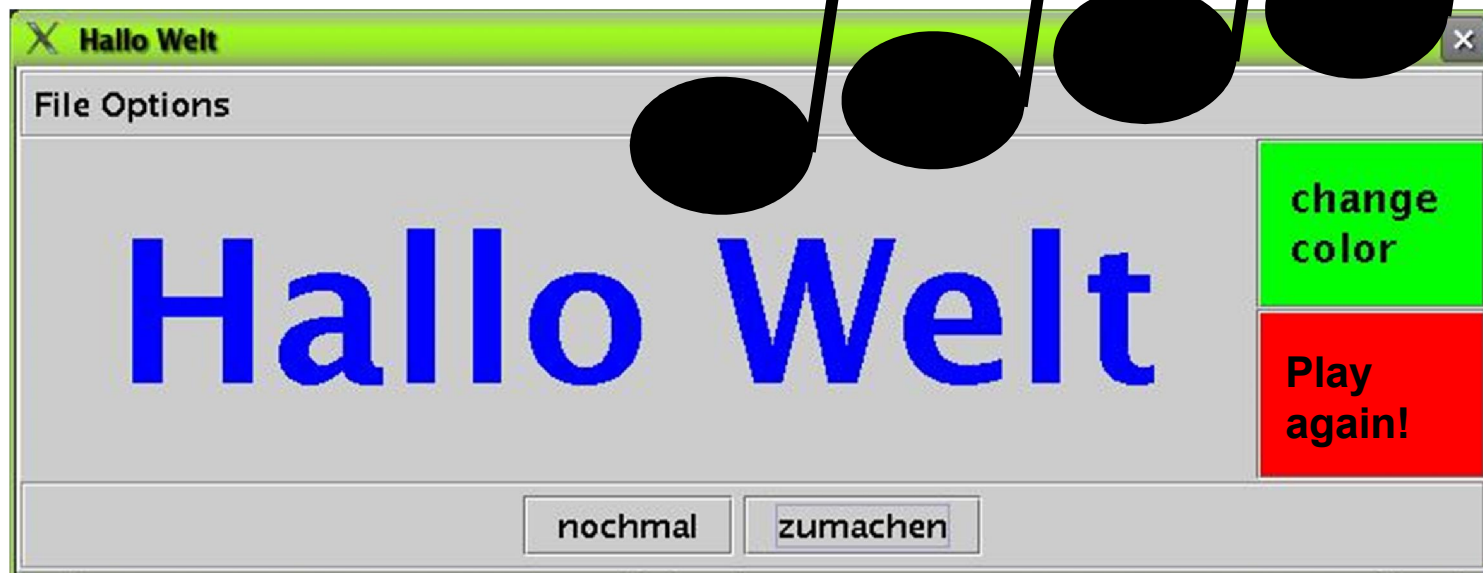 Hallo Welt
File Options
Hallo Welt
change
color
Play
again!
nochmal
zumachen